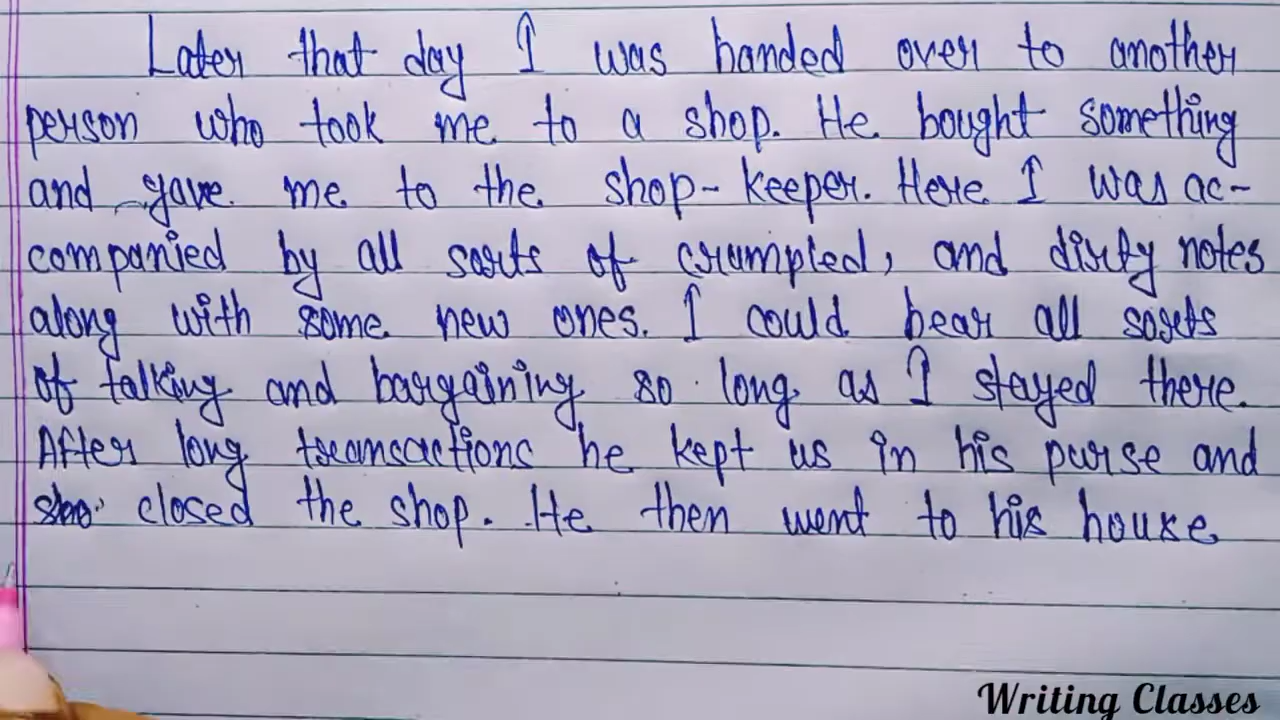 Later that day I was handed over to another
person who took me to a shop. He bought something
and gave me to the shop-keeper. Here I was ac-
companied by all sorts of crumpled, and dirty notes
along with some new ones. I could hear all sorts
of talking and bargaining so long as I stayed there.
After long transactions he kept us in his purse and
closed the shop. He then went to his house
Writing Classes